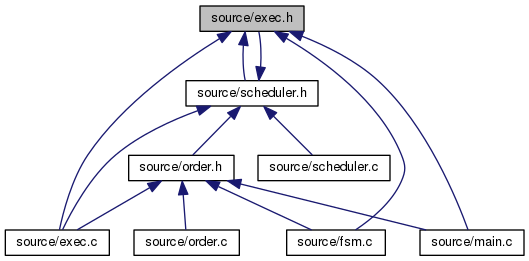 source/exec.h
source/scheduler.h
source/order.h
source/scheduler.c
source/exec.c
source/order.c
source/fsm.c
source/main.c